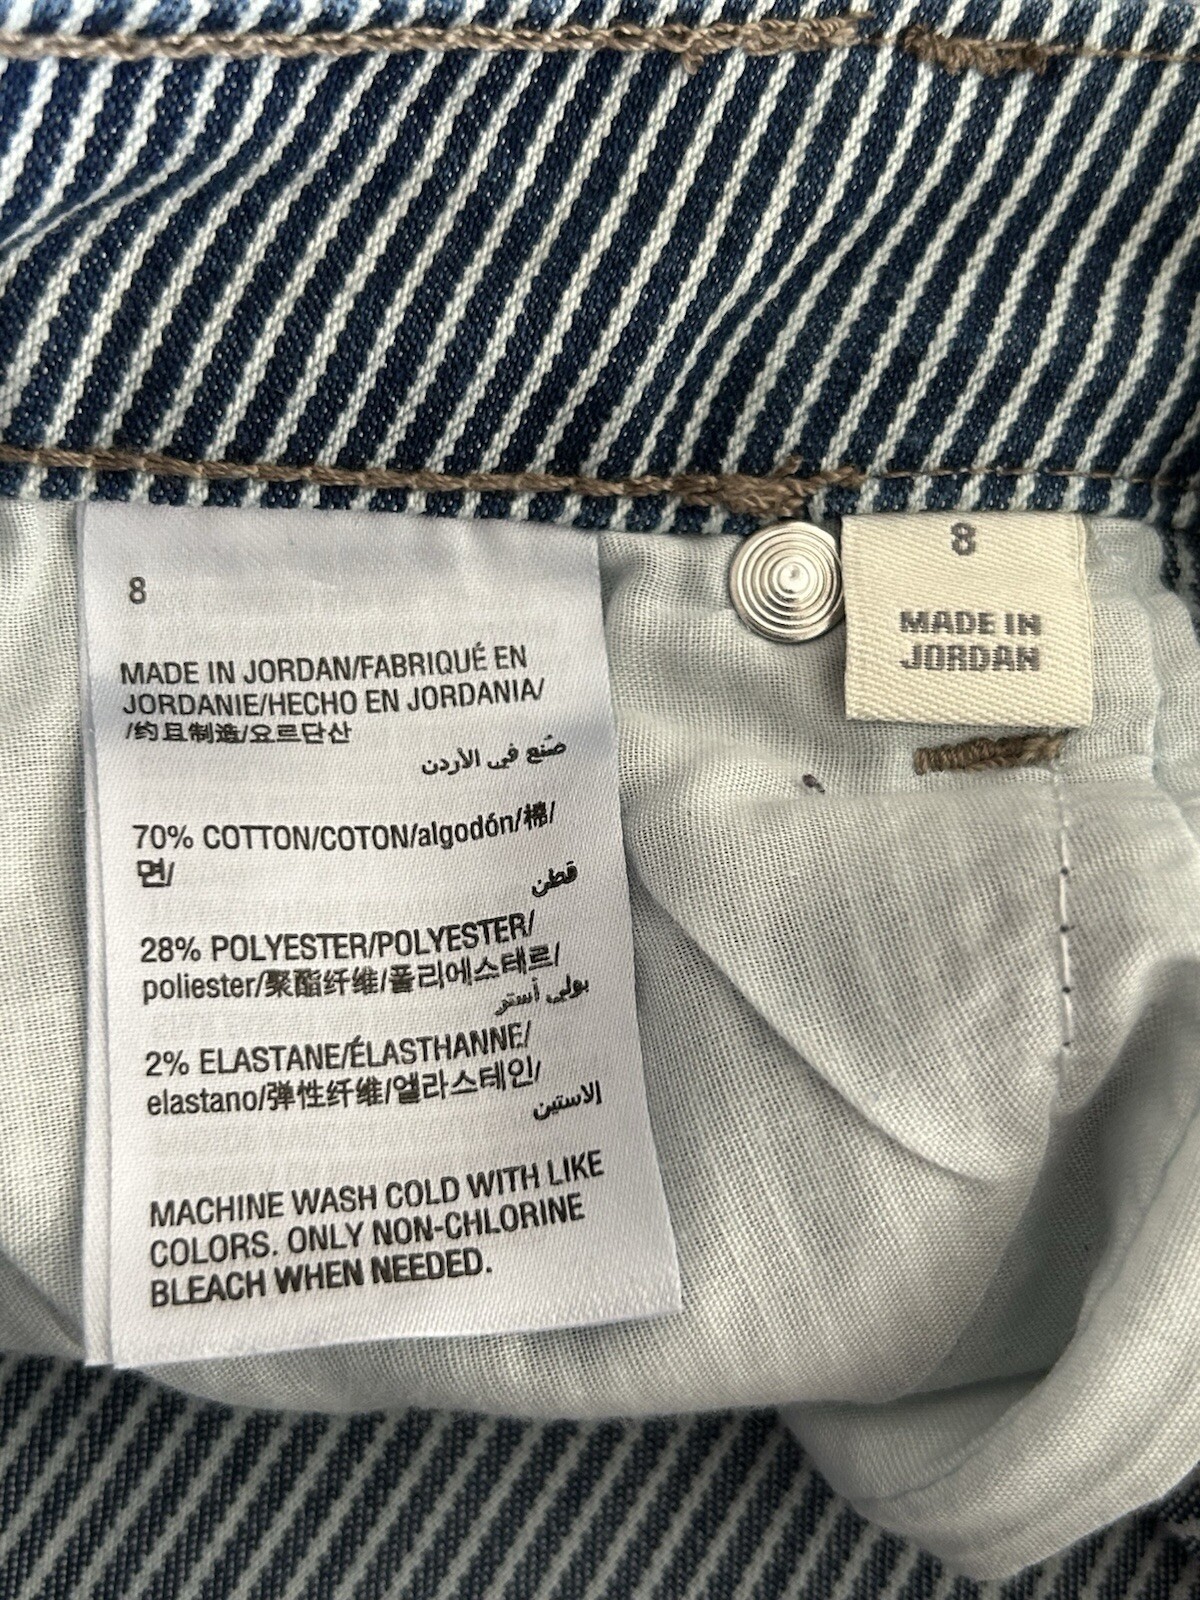 8
MADE IN JORDAN/FABRIQUÉ EN
JORDANIE/HECHO EN JORDANIA/
/约旦制造/요르단산
صنع في الأردن
70% COTTON/COTON/algodón/棉/
면/
قطن
28% POLYESTER/POLYESTER/
poliester/聚酯纤维/폴리에스테르/
بولي أستر
2% ELASTANE/ÉLASTHANNE/
elastano/弹性纤维/엘라스테인/
إلاستين
MACHINE WASH COLD WITH LIKE
COLORS. ONLY NON-CHLORINE
BLEACH WHEN NEEDED.
8
MADE IN
JORDAN